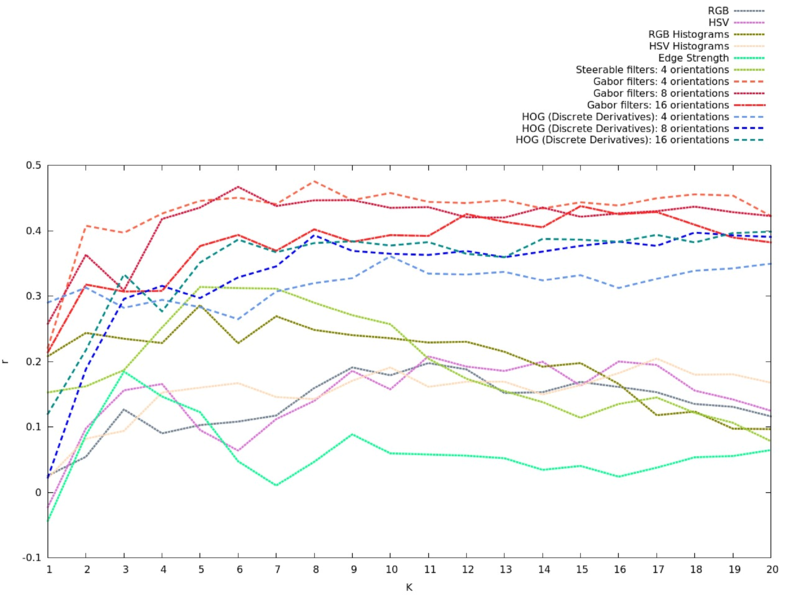 RGB
HSV
RGB Histograms
HSV Histograms
Edge Strength
Steerable filters: 4 orientations
Gabor filters: 4 orientations
Gabor filters: 8 orientations
Gabor filters: 16 orientations
HOG (Discrete Derivatives): 4 orientations
HOG (Discrete Derivatives): 8 orientations
HOG (Discrete Derivatives): 16 orientations
0.5
0.4
0.3
0.2
0.1
0
-0.1
r
1 2 3 4 5 6 7 8 9 10 11 12 13 14 15 16 17 18 19 20
K